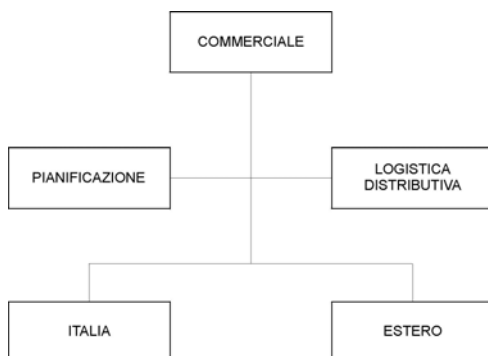 COMMERCIALE
PIANIFICAZIONE
LOGISTICA
DISTRIBUTIVA
ITALIA
ESTERO